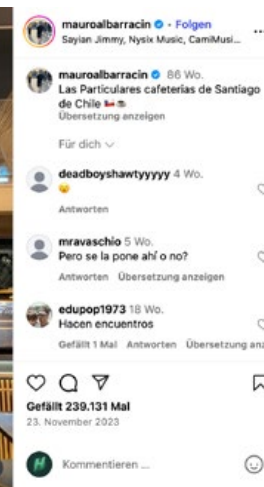 mauroalbarracin • Folgen
Sayian Jimmy, Nysix Music, CamiMusi...
mauroalbarracin 86 Wo.
Las Particulares cafeterias de Santiago
de Chile 🇨🇱☕
Übersetzung anzeigen
Für dich
deadboyshawtyyyyy 4 Wo.
😉
Antworten
mravaschio 5 Wo.
Pero se la pone ahí o no?
Antworten Übersetzung anzeigen
edupop1973 18 Wo.
Hacen encuentros
Gefällt 1 Mal Antworten Übersetzung anz
Gefällt 239.131 Mal
23. November 2023
H
Kommentieren ...